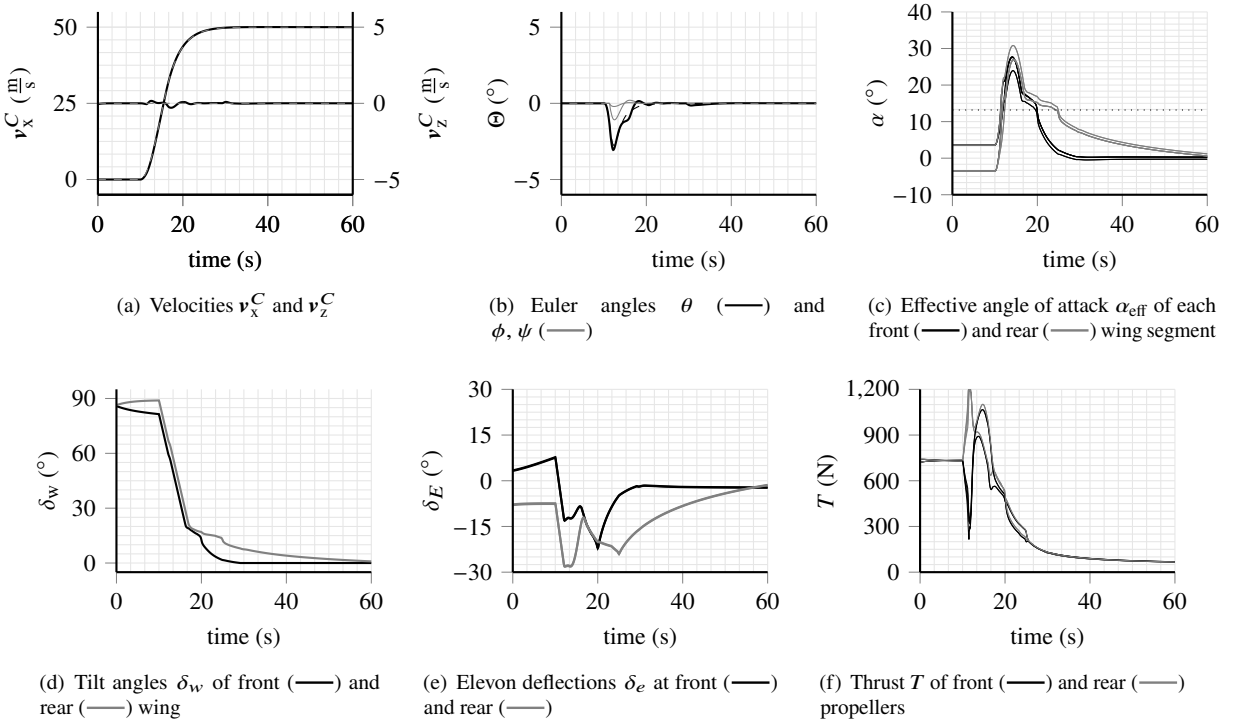 50
25
0
5
0
−5
0 20 40 60
v_x^C (m/s)
v_z^C (m/s)
time (s)
(a) Velocities v_x^C and v_z^C
5
0
−5
0 20 40 60
Θ (°)
time (s)
(b) Euler angles θ (——) and
ϕ, ψ (——)
40
30
20
10
0
−10
0 20 40 60
α (°)
time (s)
(c) Effective angle of attack α_eff of each
front (——) and rear (——) wing segment
90
60
30
0
0 20 40 60
δ_w (°)
time (s)
(d) Tilt angles δ_w of front (——) and
rear (——) wing
30
15
0
−15
−30
0 20 40 60
δ_E (°)
time (s)
(e) Elevon deflections δ_e at front (——)
and rear (——)
1,200
900
600
300
0
0 20 40 60
T (N)
time (s)
(f) Thrust T of front (——) and rear (——)
propellers